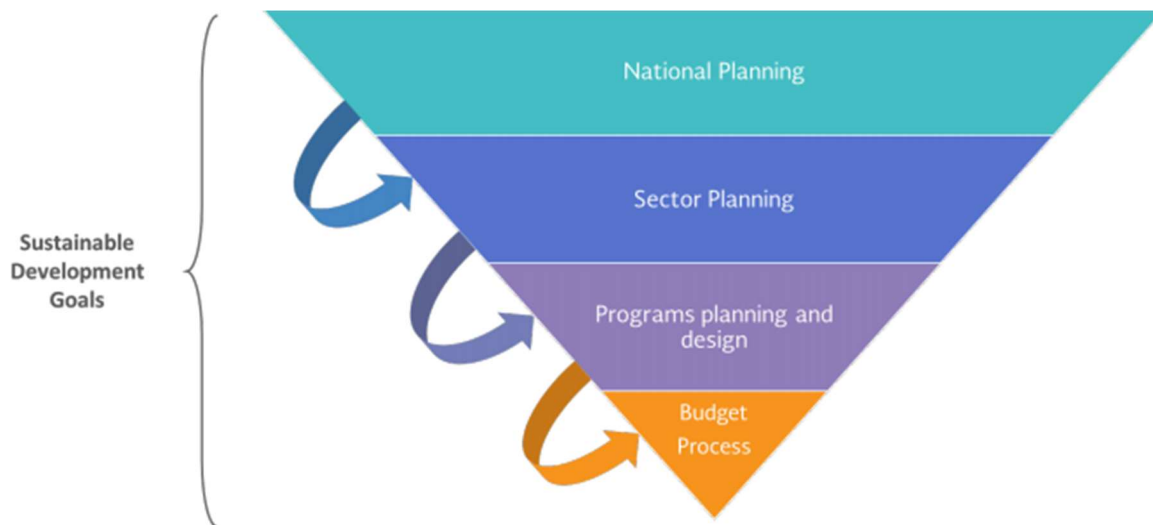 National Planning
Sector Planning
Sustainable
Development
Goals
Programs planning and
design
Budget
Process